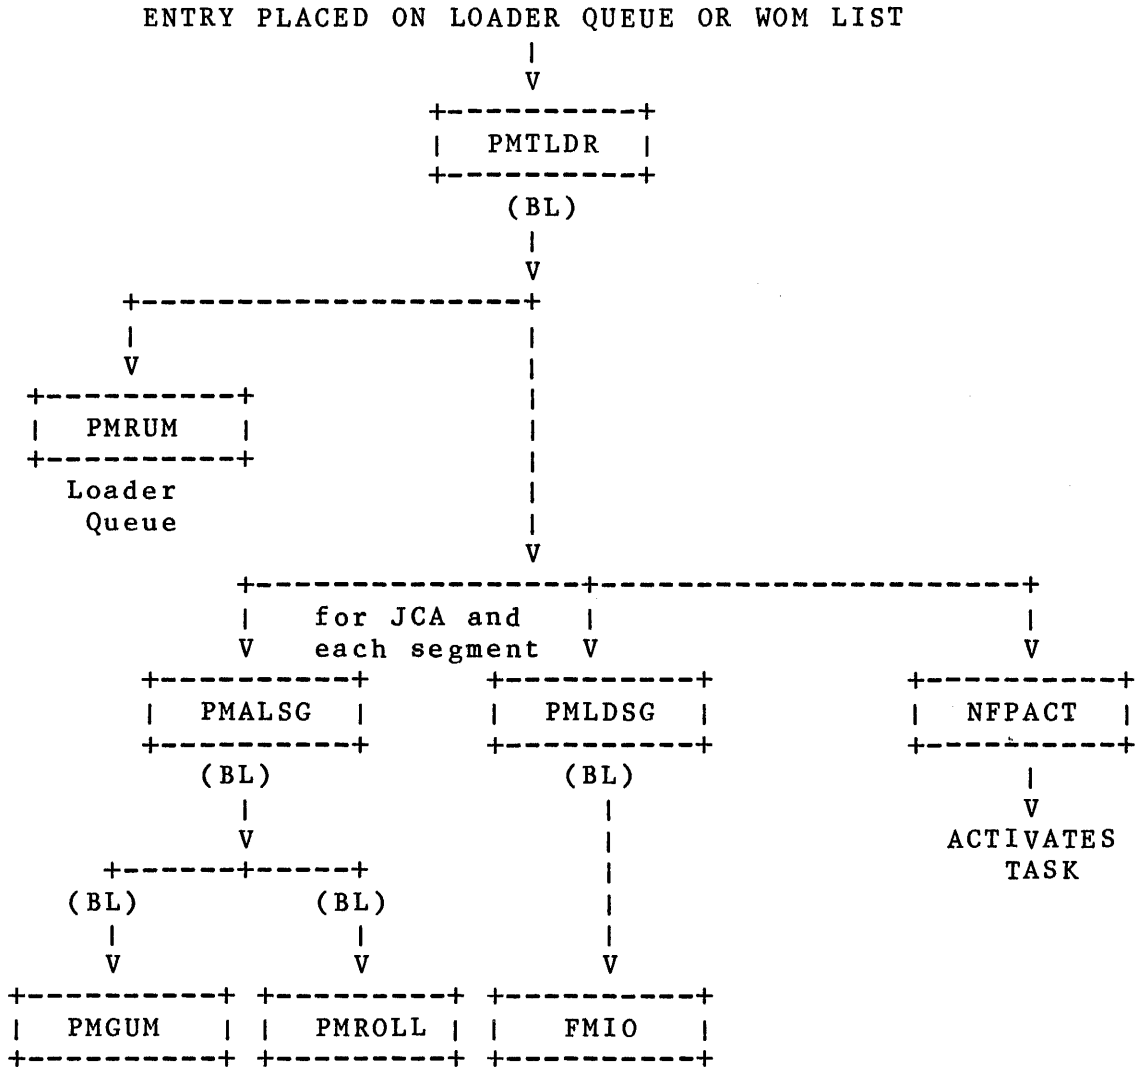 ENTRY PLACED ON LOADER QUEUE OR WOM LIST
PMTLDR
(BL)
PMRUM
Loader
Queue
for JCA and
each segment
PMALSG
PMLDSG
NFPACT
(BL)
(BL)
ACTIVATES
TASK
(BL)
(BL)
PMGUM
PMROLL
FMIO